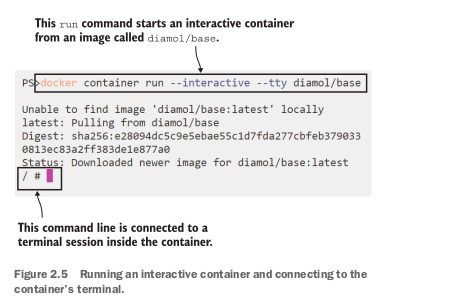 This run command starts an interactive container
from an image called diamol/base.
PS>docker container run --interactive --tty diamol/base
Unable to find image 'diamol/base:latest' locally
latest: Pulling from diamol/base
Digest: sha256:e28094dc5c9e5ebae55c1d7fda277cbfeb379033
0813ec83a2ff383de1e877a0
Status: Downloaded newer image for diamol/base:latest
/ #
This command line is connected to a
terminal session inside the container.
Figure 2.5 Running an interactive container and connecting to the
container's terminal.